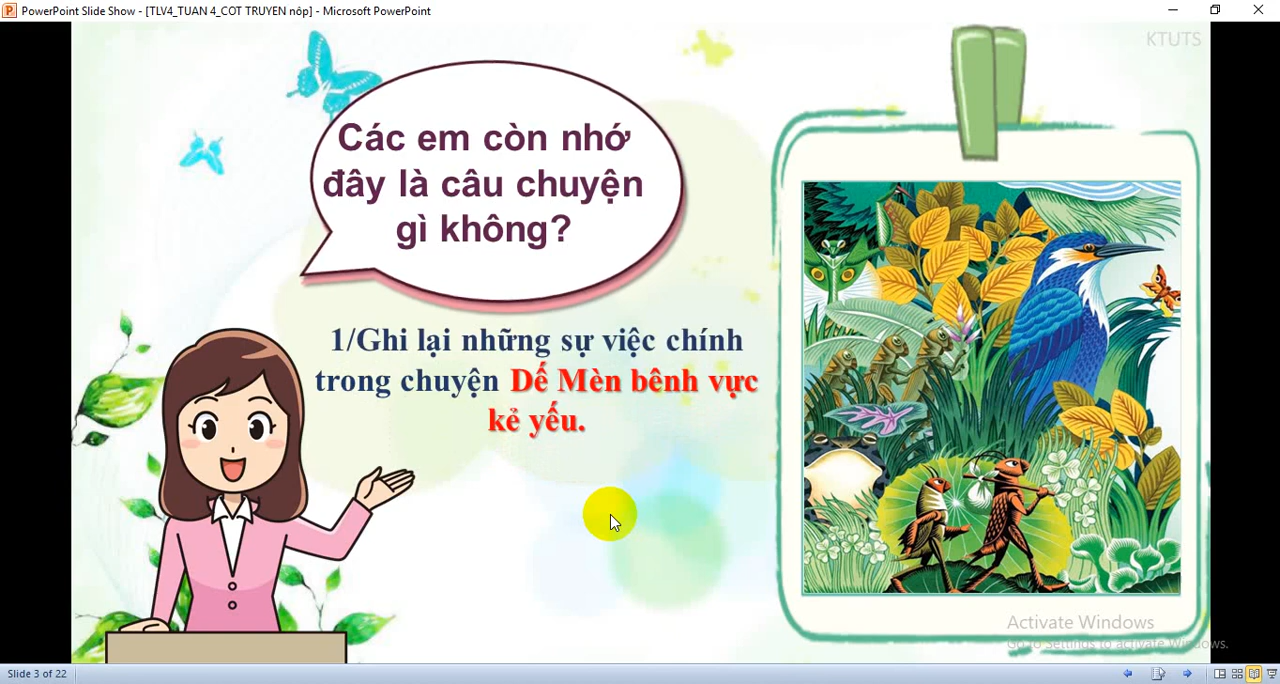 PowerPoint Slide Show - [TLV4_TUAN 4_COT TRUYEN nôp] - Microsoft PowerPoint
KTUTS
Các em còn nhớ
đây là câu chuyện
gì không?
1/Ghi lại những sự việc chính
trong chuyện Dế Mèn bênh vực
kẻ yếu.
Activate Windows
Go to Settings to activate Windows.
Slide 3 of 22